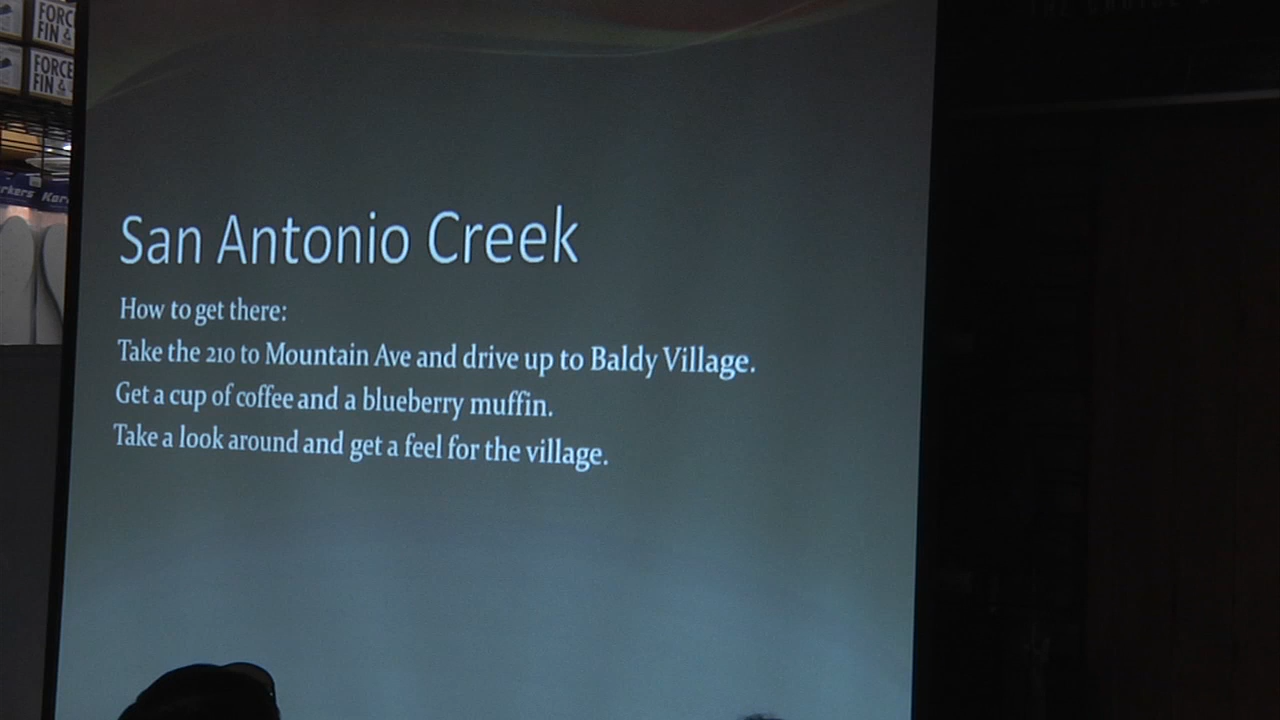 FORCE
FIN &
FORCE
FIN &
San Antonio Creek
How to get there:
Take the 210 to Mountain Ave and drive up to Baldy Village.
Get a cup of coffee and a blueberry muffin.
Take a look around and get a feel for the village.